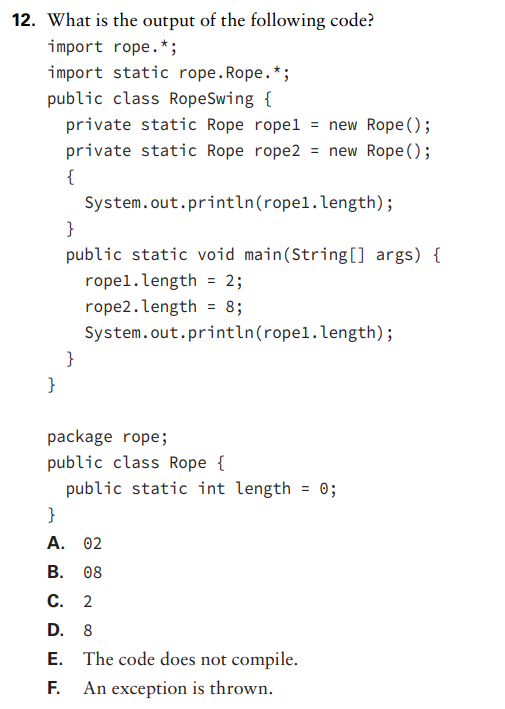 12. What is the output of the following code?
import rope.*;
import static rope.Rope.*;
public class RopeSwing {
private static Rope rope1 = new Rope();
private static Rope rope2 = new Rope();
{
System.out.println(rope1.length);
}
public static void main(String[] args) {
rope1.length = 2;
rope2.length = 8;
System.out.println(rope1.length);
}
}
package rope;
public class Rope {
public static int length = 0;
}
A. 02
B. 08
C. 2
D. 8
E. The code does not compile.
F. An exception is thrown.